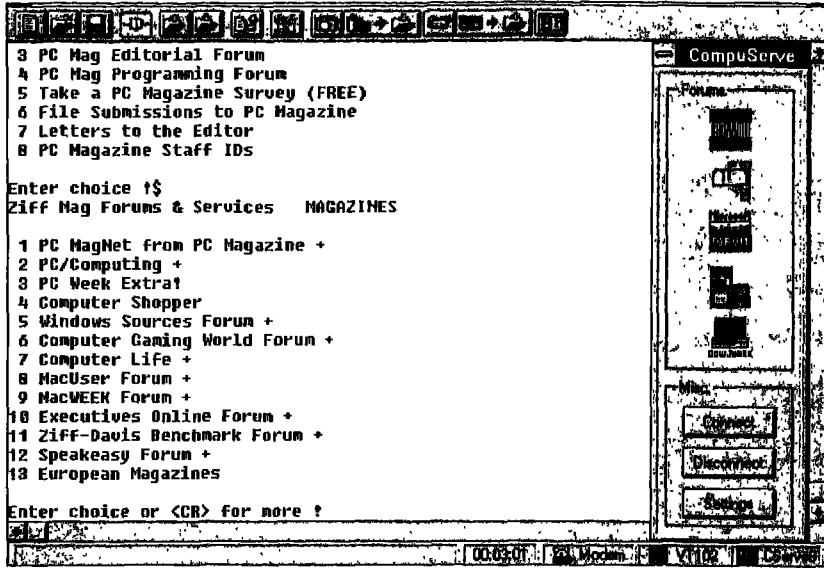 3 PC Mag Editorial Forum
4 PC Mag Programming Forum
5 Take a PC Magazine Survey (FREE)
6 File Submissions to PC Magazine
7 Letters to the Editor
8 PC Magazine Staff IDs
Enter choice !$
Ziff Mag Forums & Services MAGAZINES
1 PC MagNet from PC Magazine +
2 PC/Computing +
3 PC Week Extra!
4 Computer Shopper
5 Windows Sources Forum +
6 Computer Gaming World Forum +
7 Computer Life +
8 MacUser Forum +
9 MacWEEK Forum +
10 Executives Online Forum +
11 Ziff-Davis Benchmark Forum +
12 Speakeasy Forum +
13 European Magazines
Enter choice or <CR> for more !
CompuServe
Forums
Misc.
Connect
Disconnect
Settings
00:03:01 Modem VT102 CServe